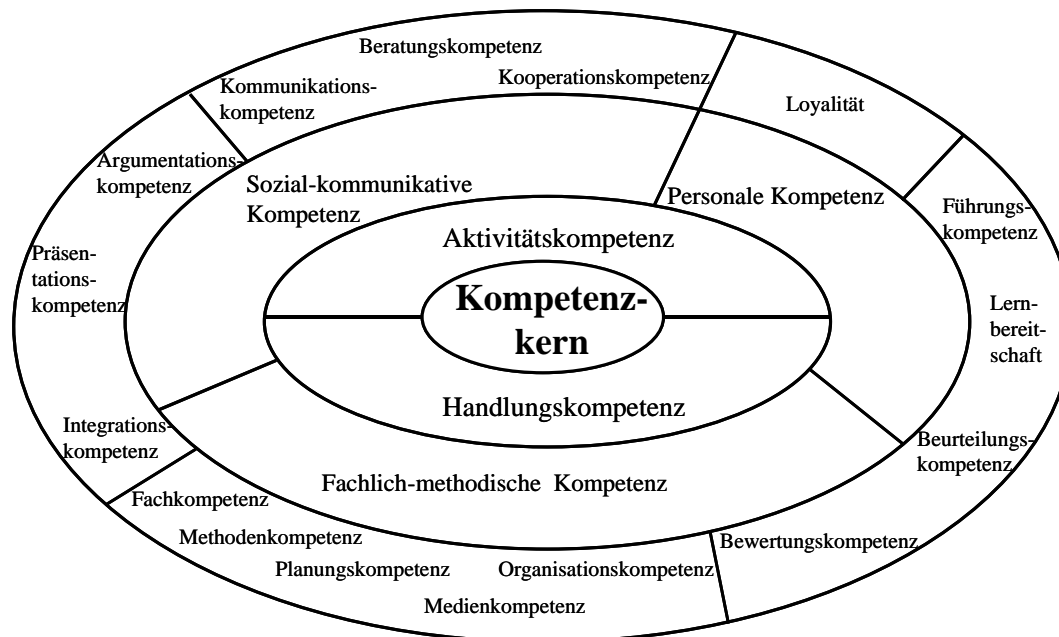 Beratungskompetenz
Kooperationskompetenz
Kommunikations-
kompetenz
Loyalität
Argumentations-
kompetenz
Sozial-kommunikative
Kompetenz
Personale Kompetenz
Führungs-
kompetenz
Aktivitätskompetenz
Präsen-
tations-
kompetenz
Kompetenz-
kern
Lern-
bereit-
schaft
Handlungskompetenz
Integrations-
kompetenz
Beurteilungs-
kompetenz
Fachlich-methodische Kompetenz
Fachkompetenz
Methodenkompetenz
Bewertungskompetenz
Planungskompetenz
Organisationskompetenz
Medienkompetenz